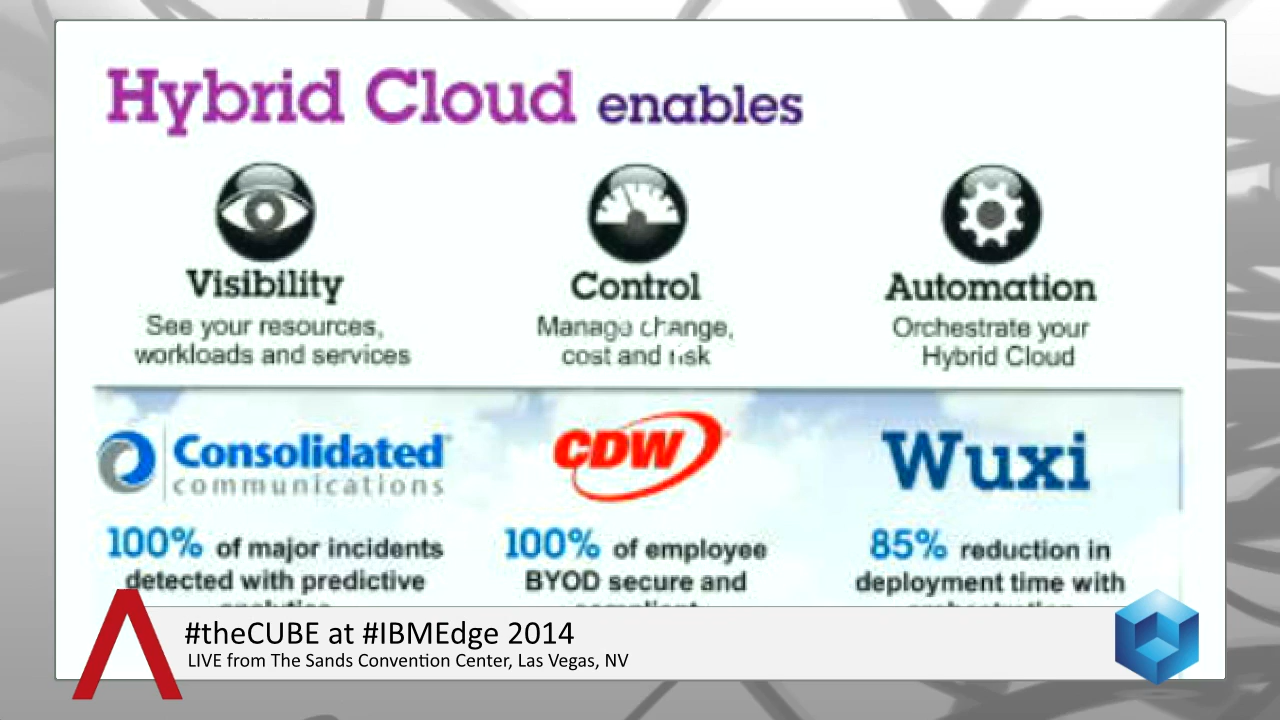 Hybrid Cloud enables
Visibility
See your resources,
workloads and services
Control
Manage change,
cost and risk
Automation
Orchestrate your
Hybrid Cloud
Consolidated
communications
100% of major incidents
detected with predictive
CDW
100% of employee
BYOD secure and
Wuxi
85% reduction in
deployment time with
#theCUBE at #IBMEdge 2014
LIVE from The Sands Convention Center, Las Vegas, NV